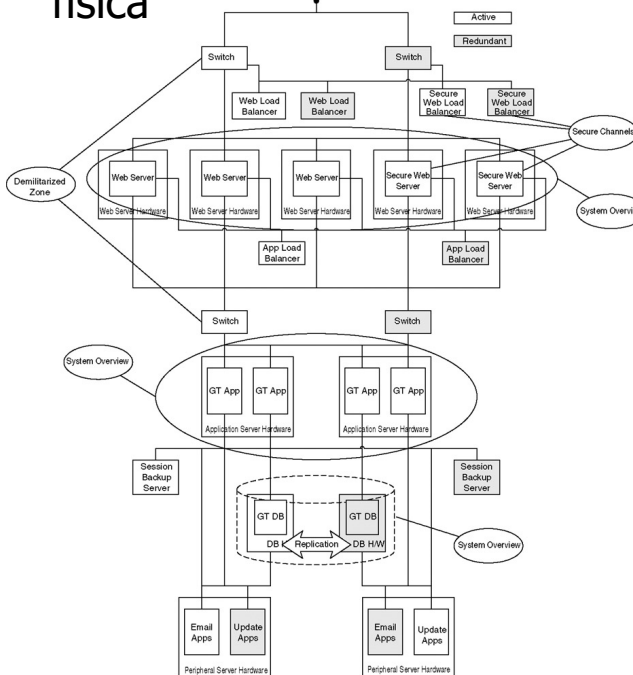 física
Active
Redundant
Switch
Switch
Web Load
Balancer
Web Load
Balancer
Secure
Web Load
Balancer
Secure
Web Load
Balancer
Secure Channels
Demilitarized
Zone
Web Server
Web Server
Web Server
Secure Web
Server
Secure Web
Server
Web Server Hardware
Web Server Hardware
Web Server Hardware
Web Server Hardware
Web Server Hardware
System Overvi
App Load
Balancer
App Load
Balancer
Switch
Switch
System Overview
GT App
GT App
GT App
GT App
Application Server Hardware
Application Server Hardware
Session
Backup
Server
Session
Backup
Server
GT DB
GT DB
DB
Replication
DB H/W
System Overview
Email
Apps
Update
Apps
Email
Apps
Update
Apps
Peripheral Server Hardware
Peripheral Server Hardware